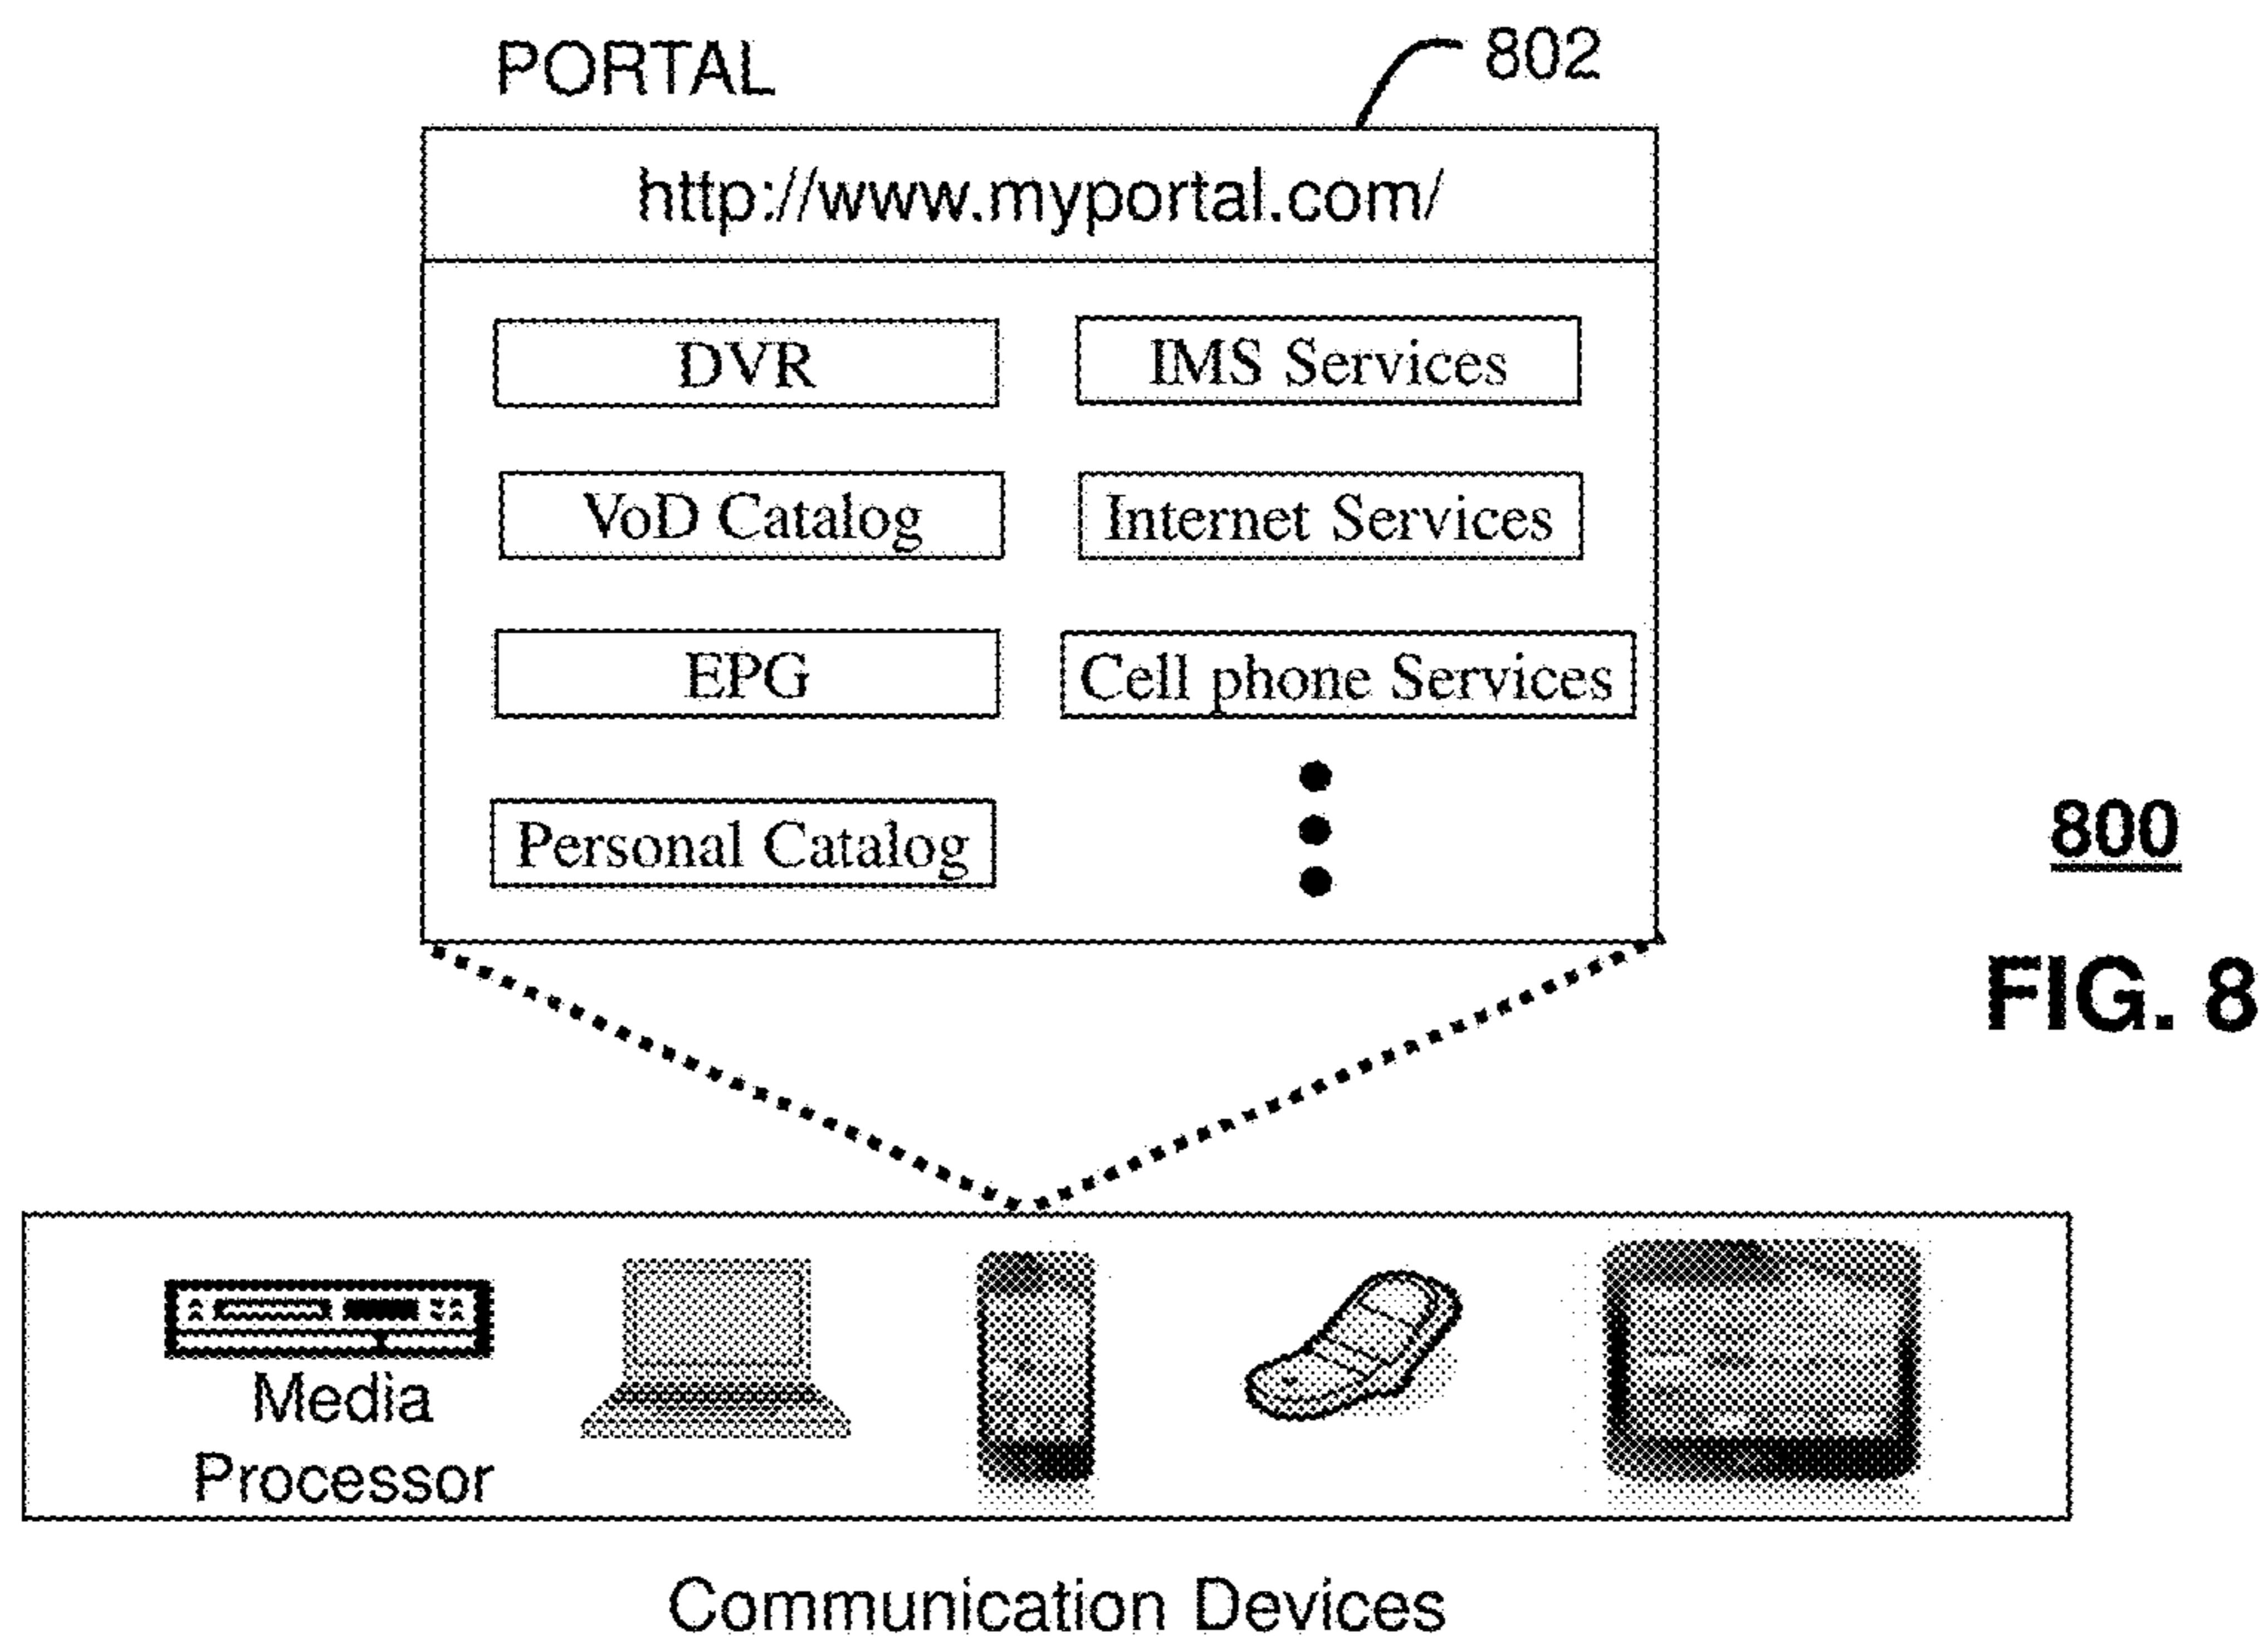 PORTAL
802
http://www.myportal.com/
DVR
IMS Services
VoD Catalog
Internet Services
EPG
Cell phone Services
Personal Catalog
800
FIG. 8
Media
Processor
Communication Devices